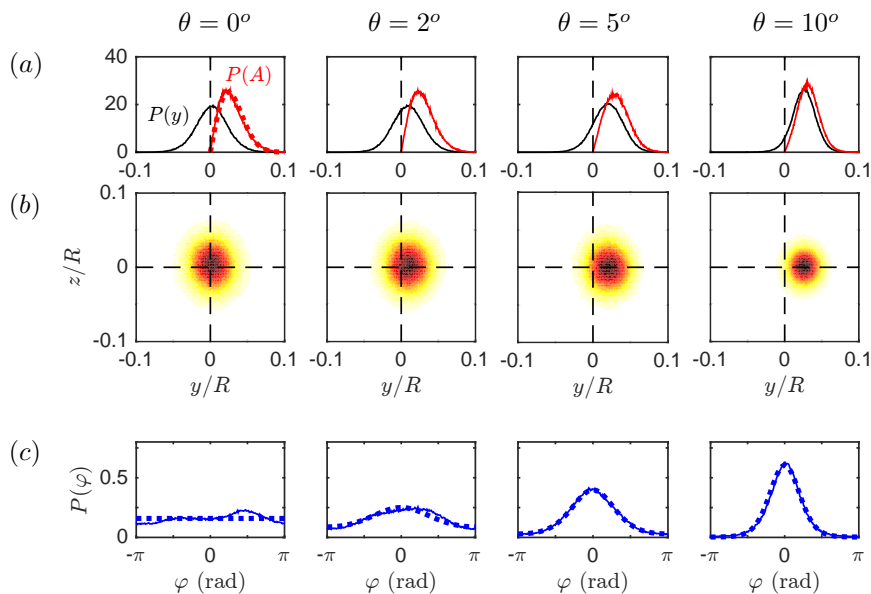 θ = 0° θ = 2° θ = 5° θ = 10°
(a)
40
20
0
P(y)
P(A)
-0.1 0 0.1 -0.1 0 0.1 -0.1 0 0.1 -0.1 0 0.1
(b)
0.1
0
-0.1
z/R
-0.1 0 0.1 -0.1 0 0.1 -0.1 0 0.1 -0.1 0 0.1
y/R y/R y/R y/R
(c)
0.5
0
P(φ)
-π 0 π -π 0 π -π 0 π -π 0 π
φ (rad) φ (rad) φ (rad) φ (rad)